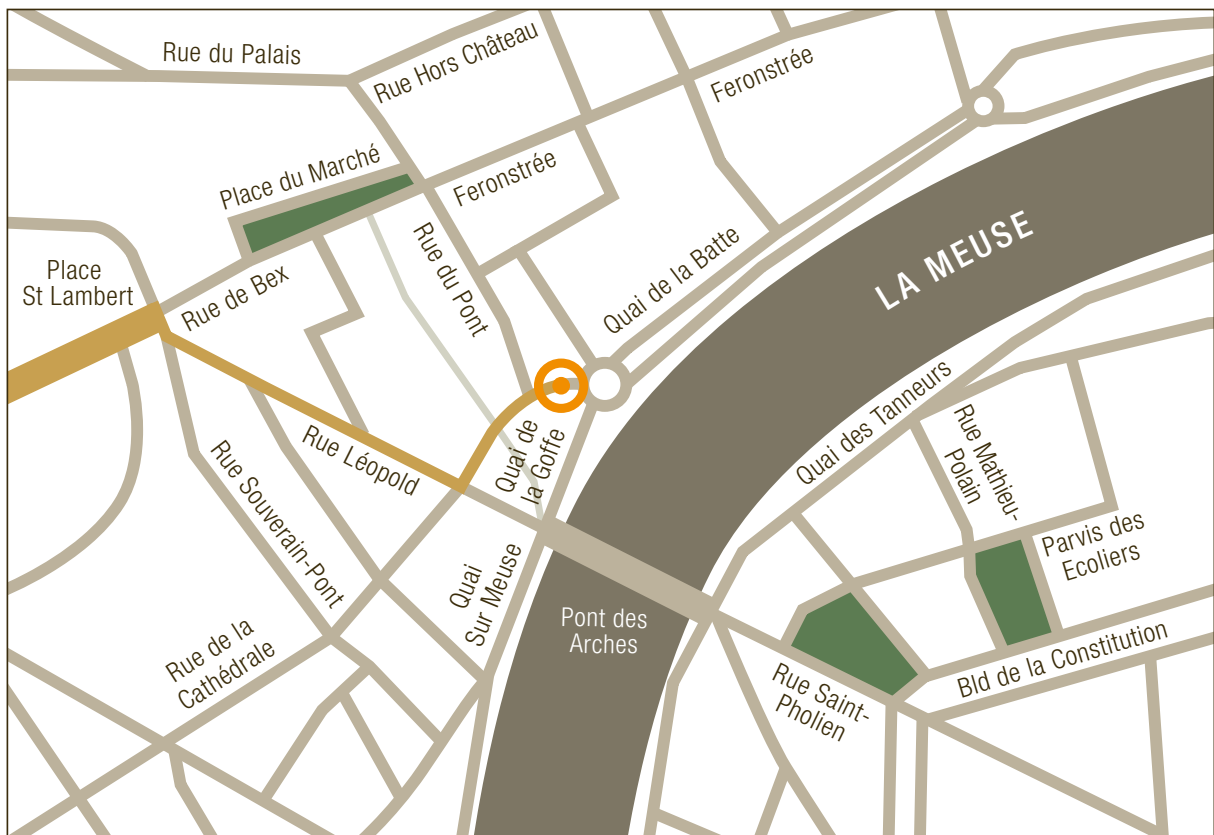 Rue du Palais
Rue Hors Château
Feronstrée
Place du Marché
Feronstrée
Rue du Pont
Quai de la Batte
LA MEUSE
Place
St Lambert
Rue de Bex
Rue Léopold
Quai de
la Goffe
Quai des Tanneurs
Rue Mathieu-
Polain
Parvis des
Ecoliers
Rue Souverain-Pont
Quai
Sur Meuse
Pont des
Arches
Rue de la
Cathédrale
Rue Saint-
Pholien
Bld de la Constitution